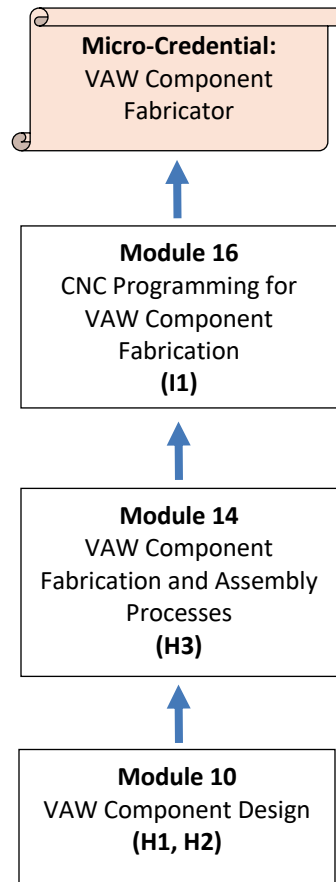 Micro-Credential:
VAW Component
Fabricator
Module 16
CNC Programming for
VAW Component
Fabrication
(I1)
Module 14
VAW Component
Fabrication and Assembly
Processes
(H3)
Module 10
VAW Component Design
(H1, H2)